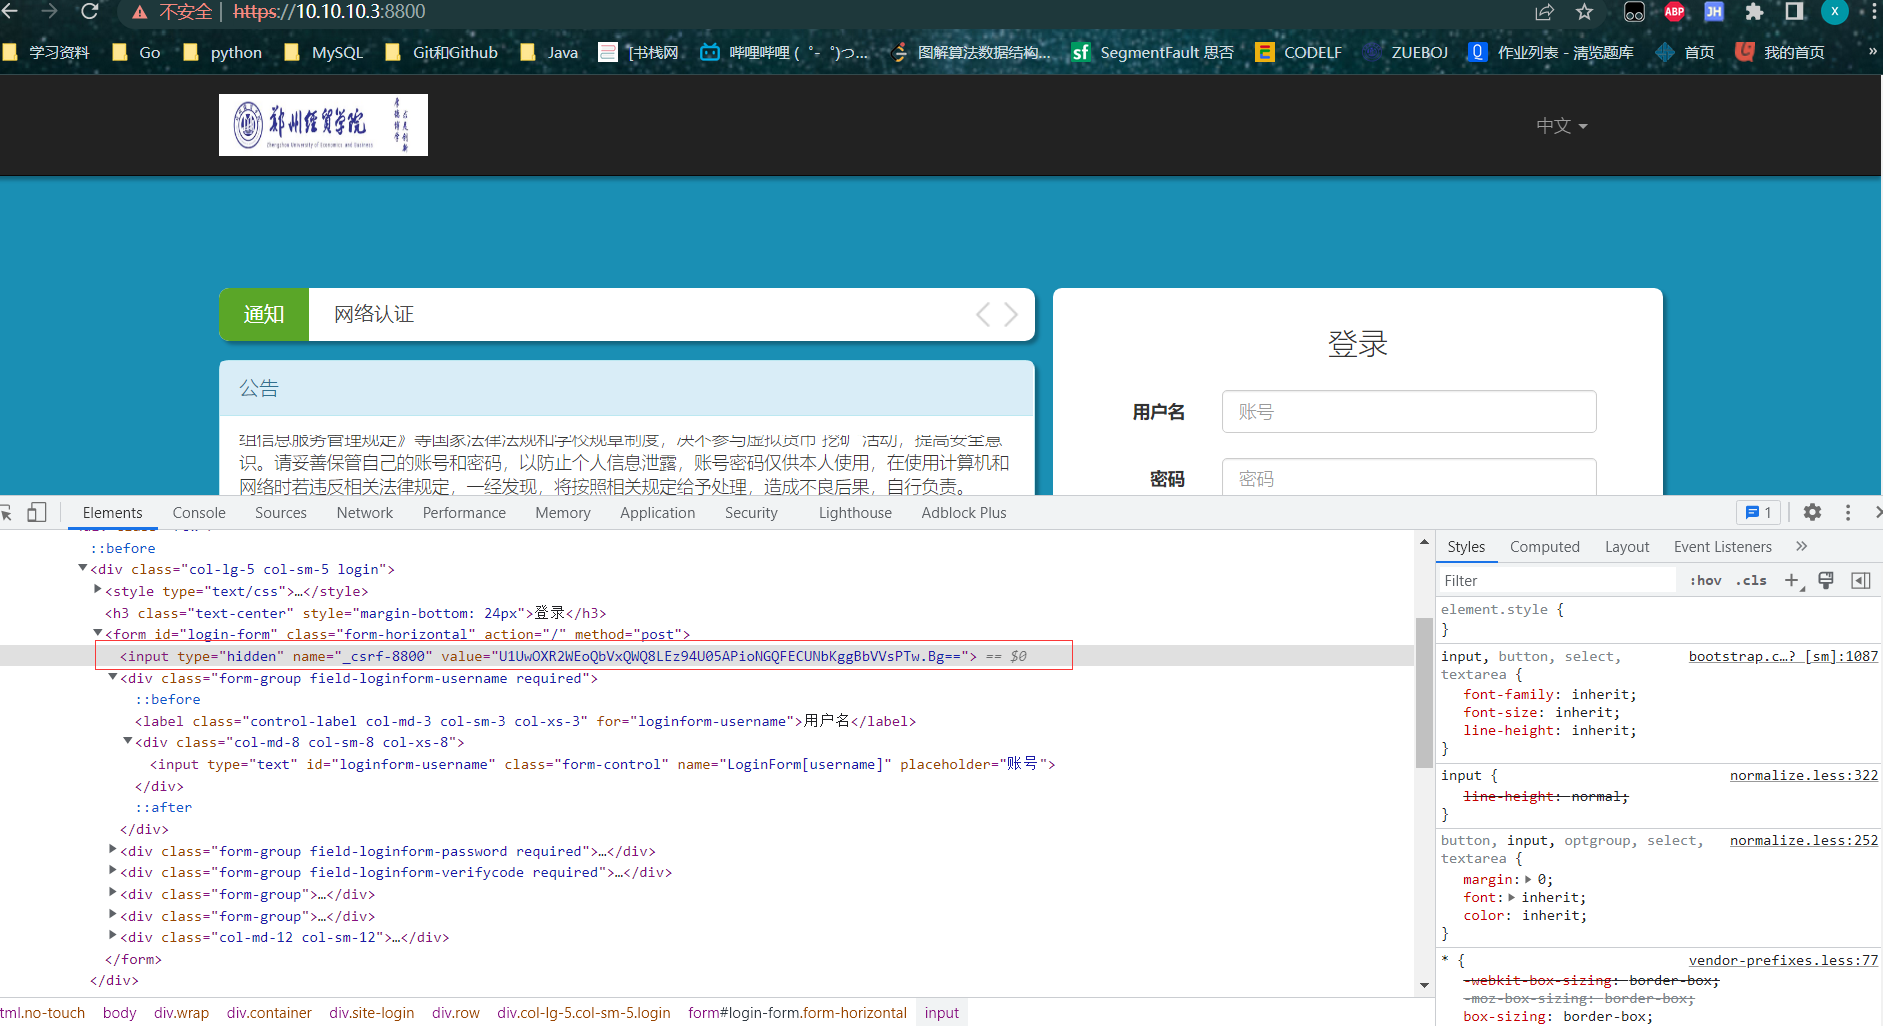 不安全 | https://10.10.10.3:8800
ABP JH X
学习资料 Go python MySQL Git和Github Java [书栈网 哔哩哔哩 (゜-゜)つ... 图解算法数据结构... SegmentFault 思否 CODELF ZUEBOJ 作业列表 - 清览题库 首页 我的首页 »
郑州经贸学院
Zhengzhou University of Economics and Business
中文
通知 网络认证
登录
公告
用户名 账号
组信息服务管理规定》等国家法律法规和学校规章制度，决不参与虚拟货币"挖矿"活动，提高安全意
识。请妥善保管自己的账号和密码，以防止个人信息泄露，账号密码仅供本人使用，在使用计算机和
网络时若违反相关法律规定，一经发现，将按照相关规定给予处理，造成不良后果，自行负责。
密码 密码
Elements Console Sources Network Performance Memory Application Security Lighthouse Adblock Plus 1
::before
<div class="col-lg-5 col-sm-5 login">
<style type="text/css">…</style>
<h3 class="text-center" style="margin-bottom: 24px">登录</h3>
<form id="login-form" class="form-horizontal" action="/" method="post">
<input type="hidden" name="_csrf-8800" value="U1UwOXR2WEoQbVxQWQ8LEz94U05APioNGQFECUNbKggBbVVsPTw.Bg=="> == $0
<div class="form-group field-loginform-username required">
::before
<label class="control-label col-md-3 col-sm-3 col-xs-3" for="loginform-username">用户名</label>
<div class="col-md-8 col-sm-8 col-xs-8">
<input type="text" id="loginform-username" class="form-control" name="LoginForm[username]" placeholder="账号">
</div>
::after
</div>
<div class="form-group field-loginform-password required">…</div>
<div class="form-group field-loginform-verifycode required">…</div>
<div class="form-group">…</div>
<div class="form-group">…</div>
<div class="col-md-12 col-sm-12">…</div>
</form>
</div>
tml.no-touch body div.wrap div.container div.site-login div.row div.col-lg-5.col-sm-5.login form#login-form.form-horizontal input
Styles Computed Layout Event Listeners »
Filter :hov .cls +
element.style {
}
input, button, select, bootstrap.c…? [sm]:1087
textarea {
font-family: inherit;
font-size: inherit;
line-height: inherit;
}
input { normalize.less:322
line-height: normal;
}
button, input, optgroup, select, normalize.less:252
textarea {
margin: 0;
font: inherit;
color: inherit;
}
* { vendor-prefixes.less:77
-webkit-box-sizing: border-box;
-moz-box-sizing: border-box;
box-sizing: border-box;